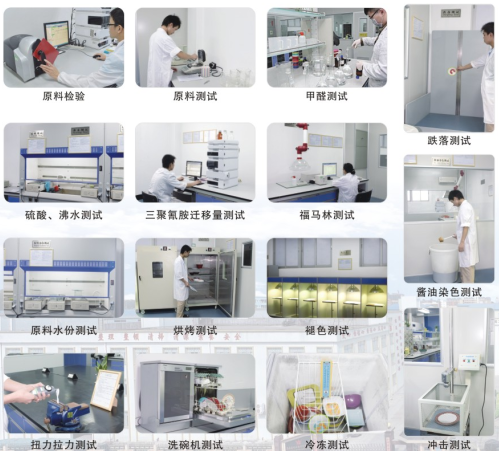 原料检验
原料测试
甲醛测试
跌落测试
硫酸、沸水测试
三聚氰胺迁移量测试
福马林测试
酱油染色测试
原料水份测试
烘烤测试
褪色测试
扭力拉力测试
洗碗机测试
冷冻测试
冲击测试